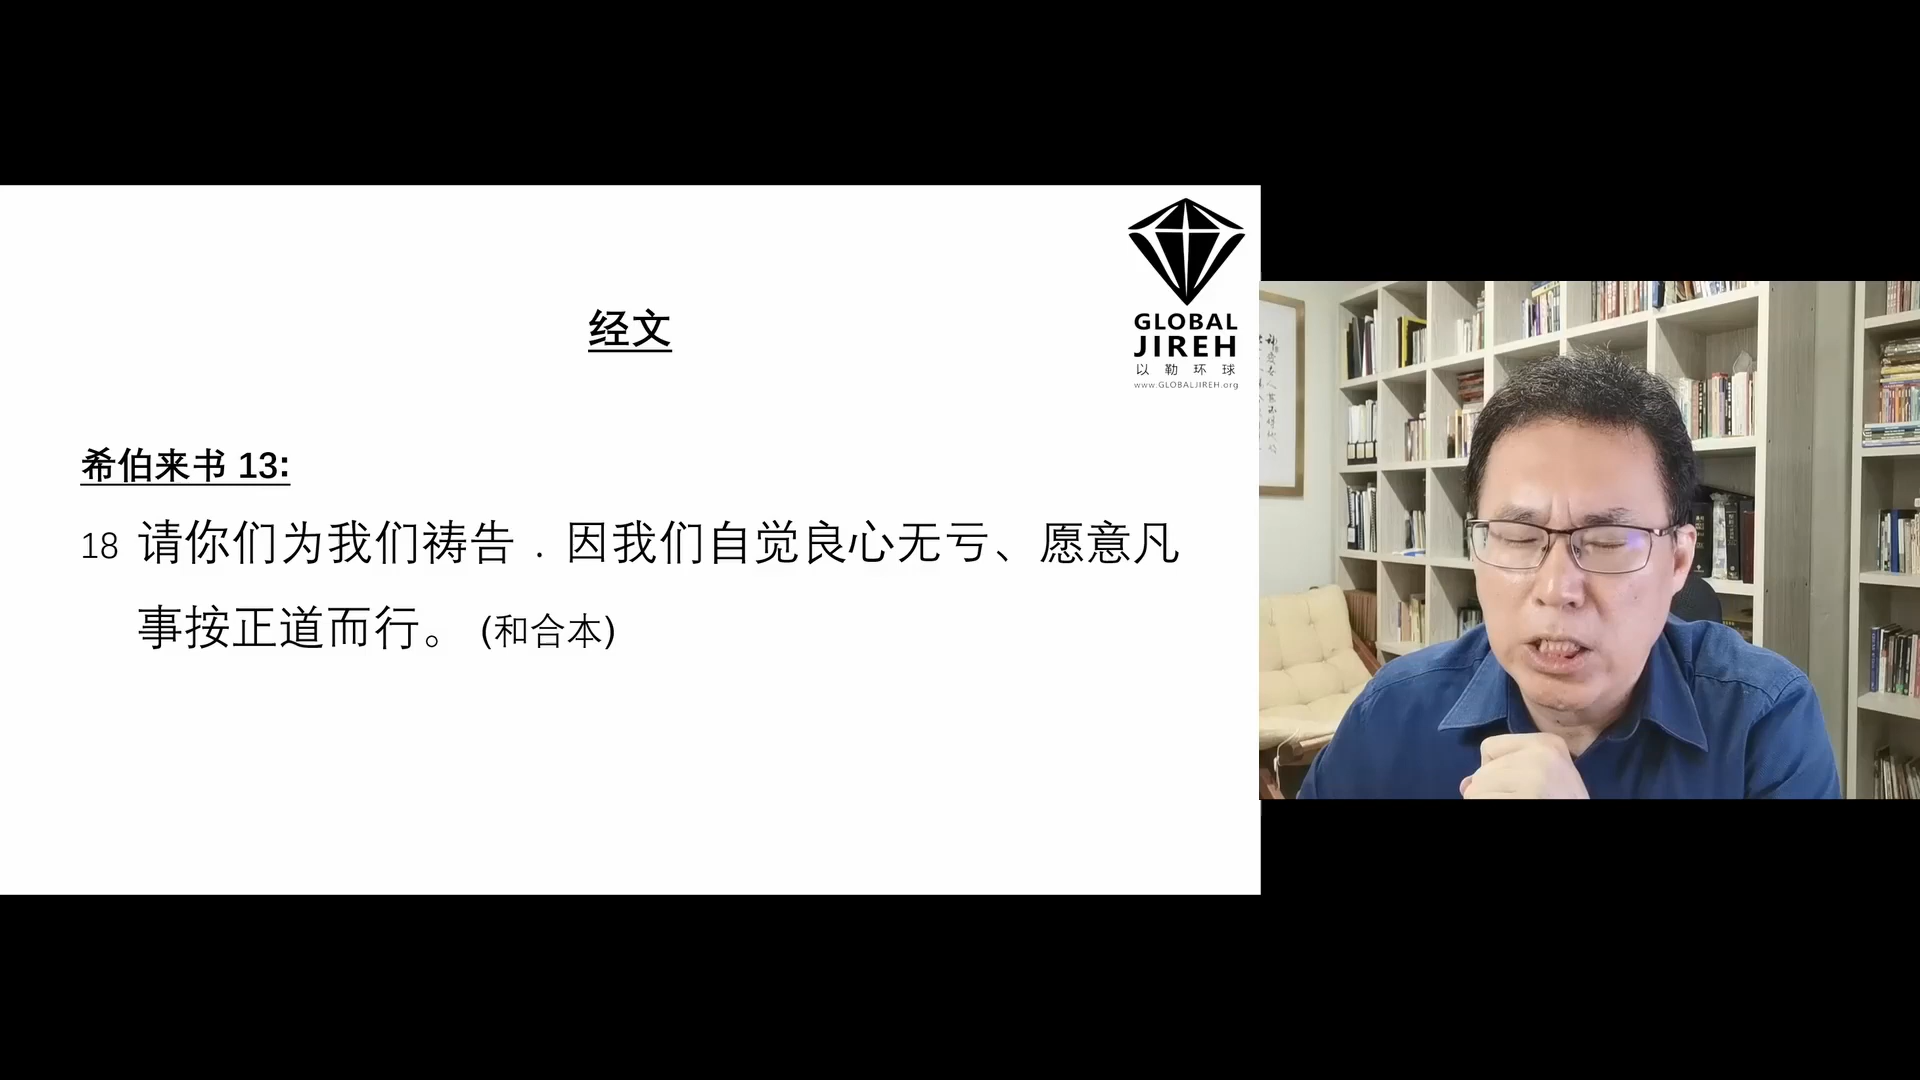 经文
GLOBAL
JIREH
以勒环球
www.GLOBALJIREH.org
希伯来书 13:
18 请你们为我们祷告．因我们自觉良心无亏、愿意凡
事按正道而行。 (和合本)